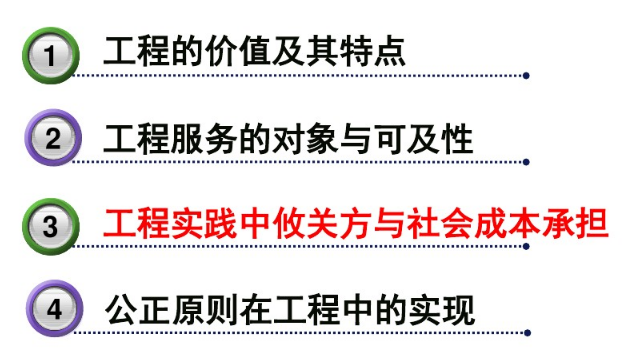 1 工程的价值及其特点
2 工程服务的对象与可及性
3 工程实践中攸关方与社会成本承担
4 公正原则在工程中的实现